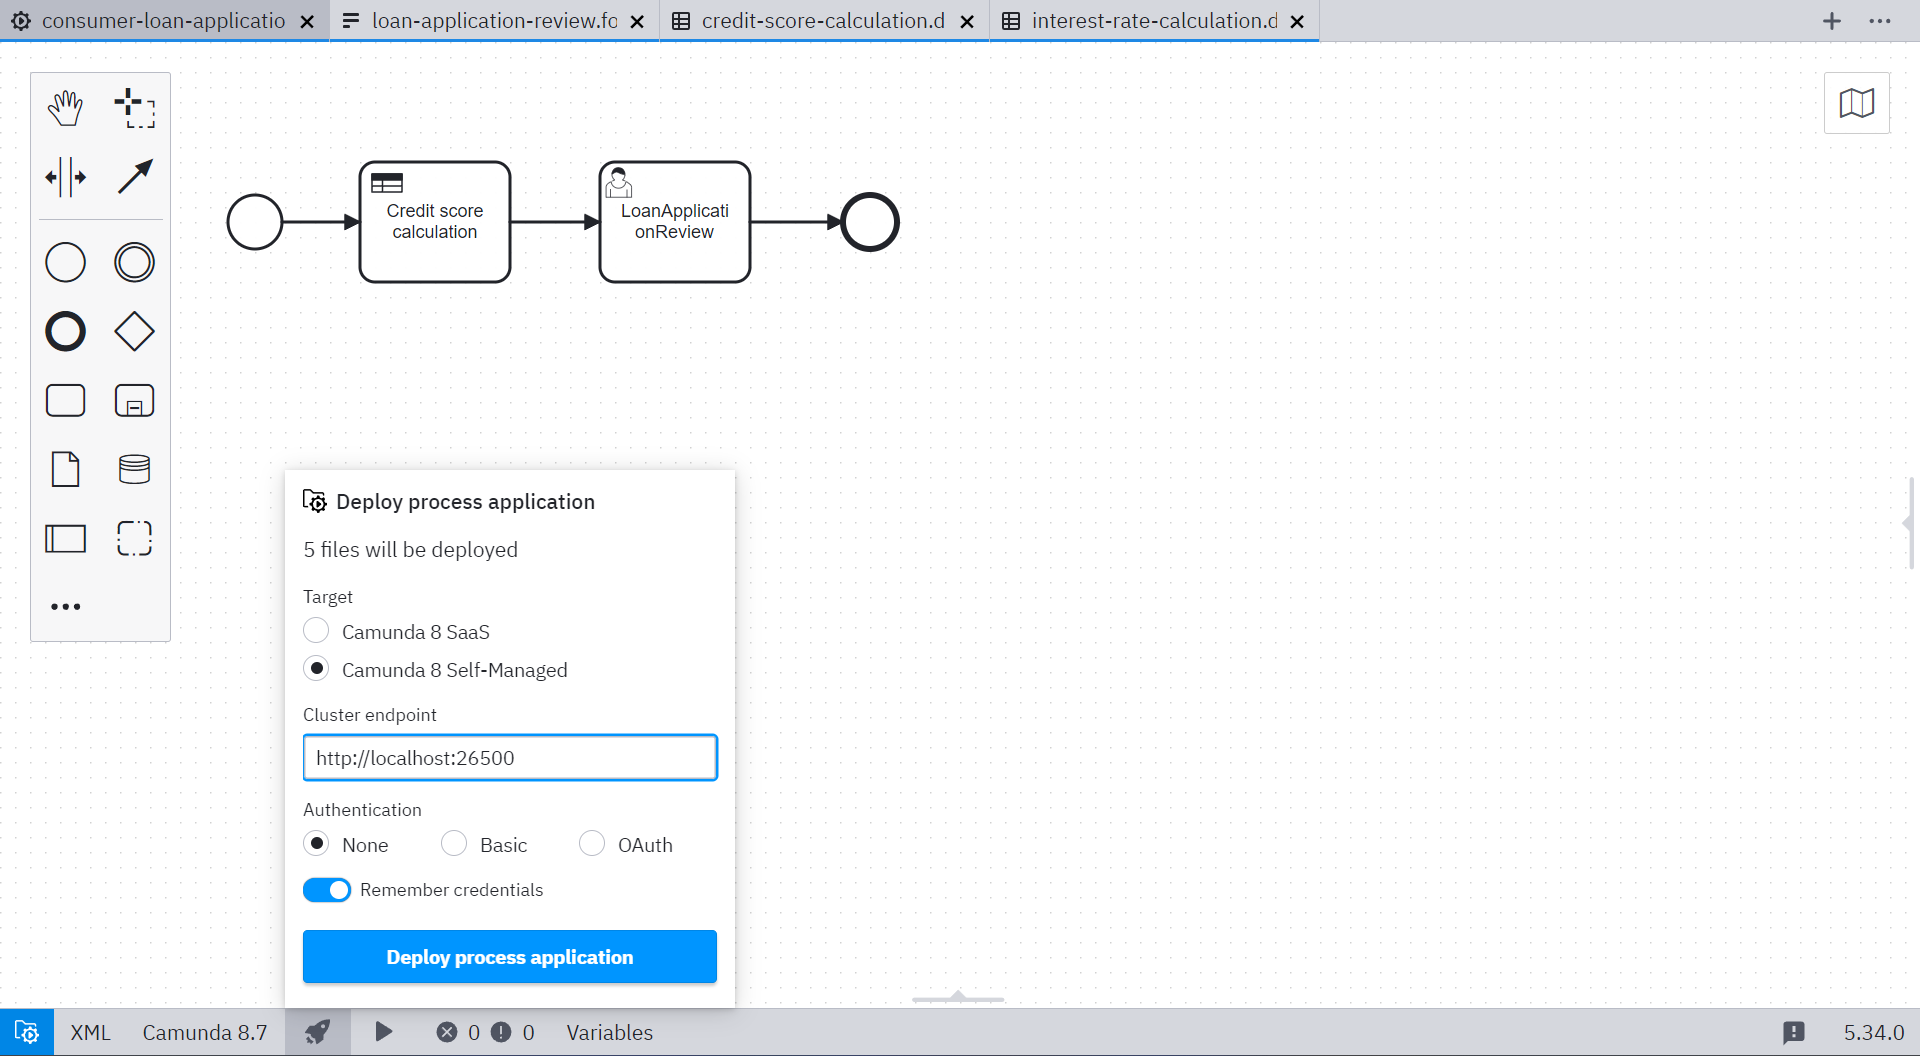 consumer-loan-applicatio
loan-application-review.fo
credit-score-calculation.d
interest-rate-calculation.d
Credit score
calculation
LoanApplicati
onReview
Deploy process application
5 files will be deployed
Target
Camunda 8 SaaS
Camunda 8 Self-Managed
Cluster endpoint
http://localhost:26500
Authentication
None Basic OAuth
Remember credentials
Deploy process application
XML Camunda 8.7 0 0 Variables 5.34.0